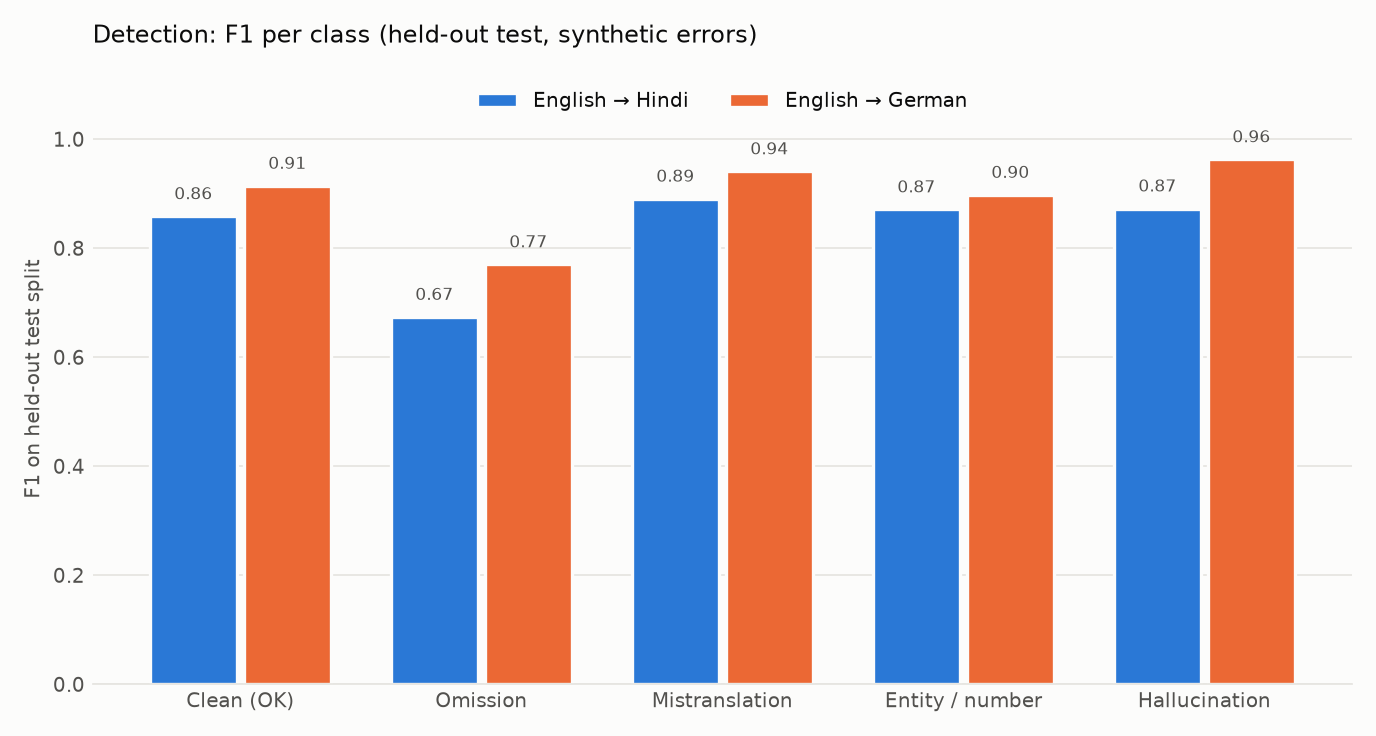 Detection: F1 per class (held-out test, synthetic errors)
English → Hindi
English → German
F1 on held-out test split
1.0
0.8
0.6
0.4
0.2
0.0
0.86
0.91
0.67
0.77
0.89
0.94
0.87
0.90
0.87
0.96
Clean (OK)
Omission
Mistranslation
Entity / number
Hallucination